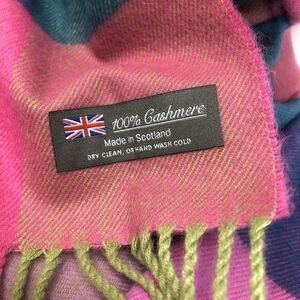 100% Cashmere
Made in Scotland
DRY CLEAN, OR HAND WASH COLD